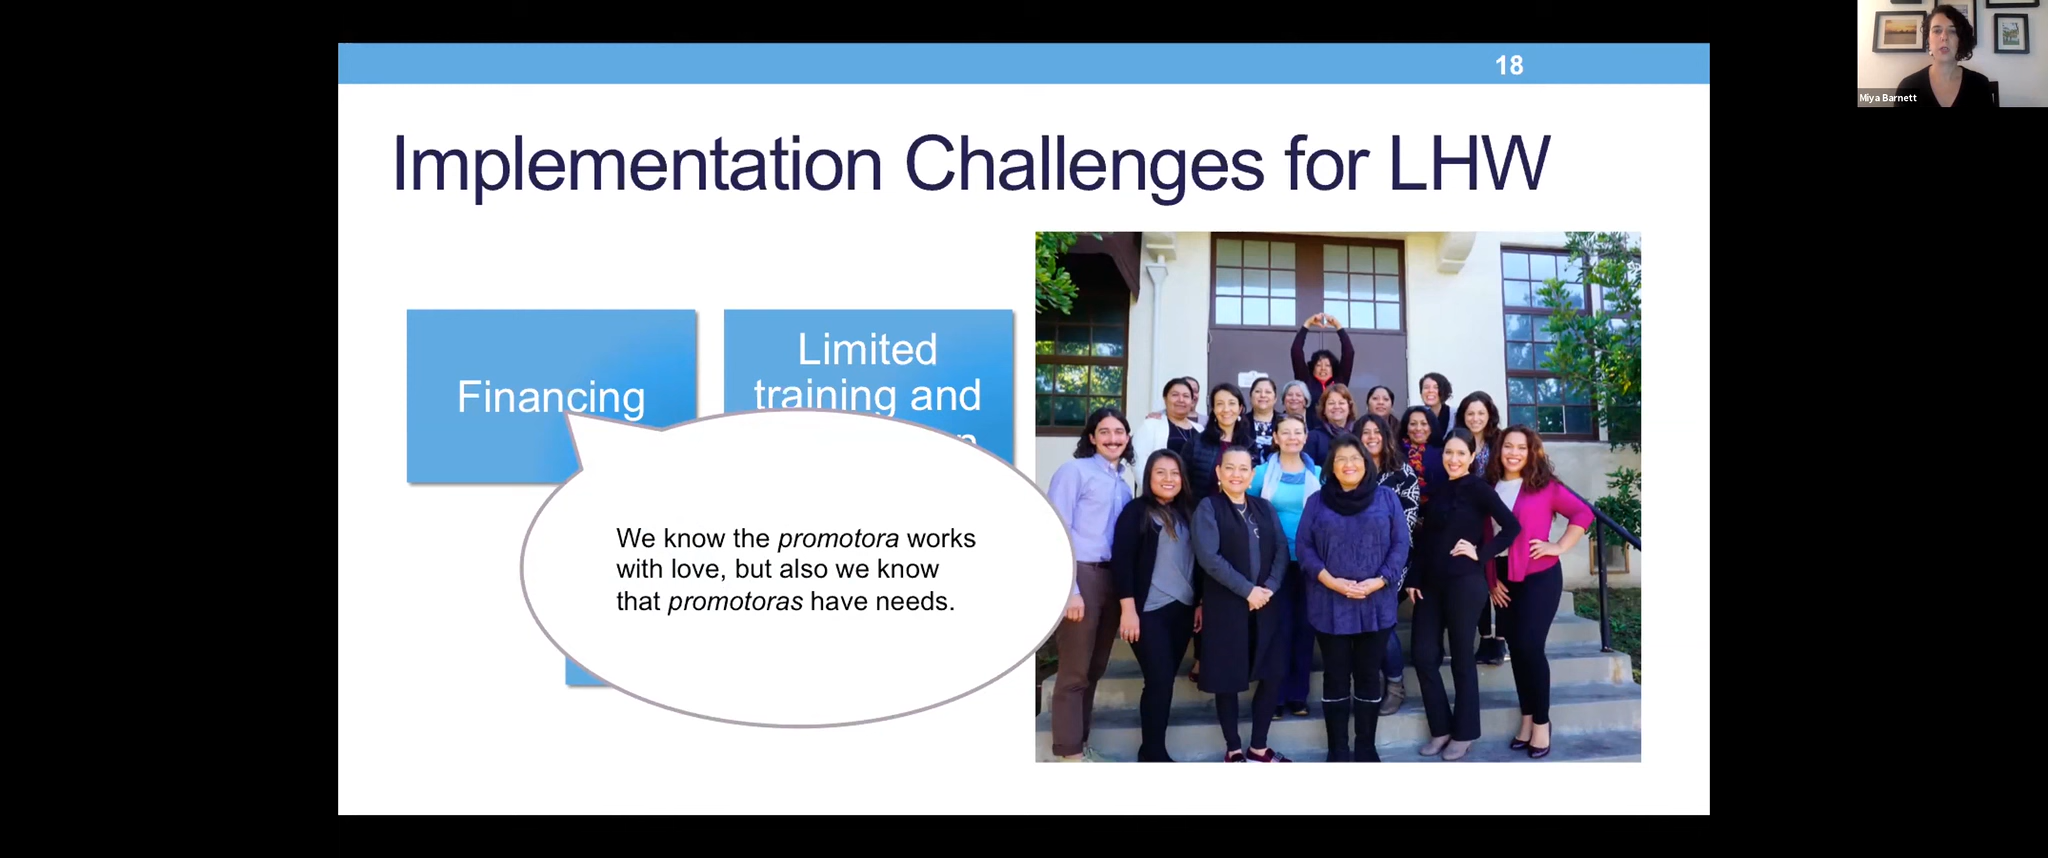 18
Miya Barnett
Implementation Challenges for LHW
Financing
Limited
training and
We know the promotora works
with love, but also we know
that promotoras have needs.